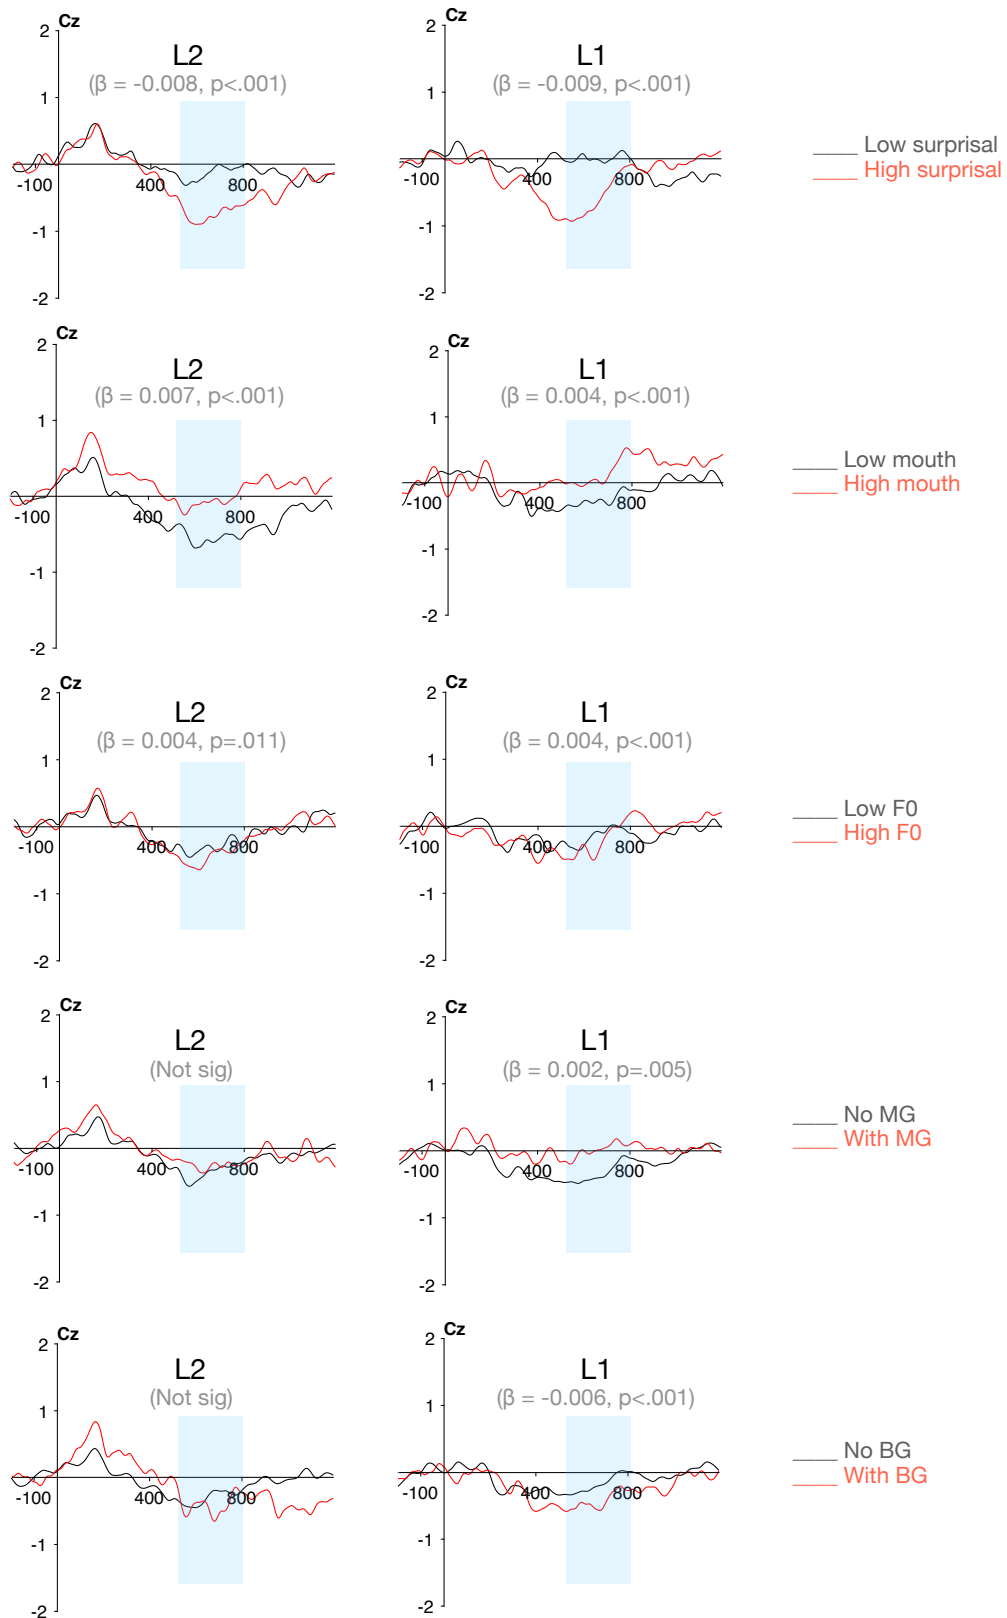 Cz
2
1
-1
-2
-100
400
800
L2
(β = -0.008, p<.001)
Cz
2
1
-1
-2
-100
400
800
L1
(β = -0.009, p<.001)
Low surprisal
High surprisal
Cz
2
1
-1
-2
-100
400
800
L2
(β = 0.007, p<.001)
Cz
2
1
-1
-2
-100
400
800
L1
(β = 0.004, p<.001)
Low mouth
High mouth
Cz
2
1
-1
-2
-100
400
800
L2
(β = 0.004, p=.011)
Cz
2
1
-1
-2
-100
400
800
L1
(β = 0.004, p<.001)
Low F0
High F0
Cz
2
1
-1
-2
-100
400
800
L2
(Not sig)
Cz
2
1
-1
-2
-100
400
800
L1
(β = 0.002, p=.005)
No MG
With MG
Cz
2
1
-1
-2
-100
400
800
L2
(Not sig)
Cz
2
1
-1
-2
-100
400
800
L1
(β = -0.006, p<.001)
No BG
With BG